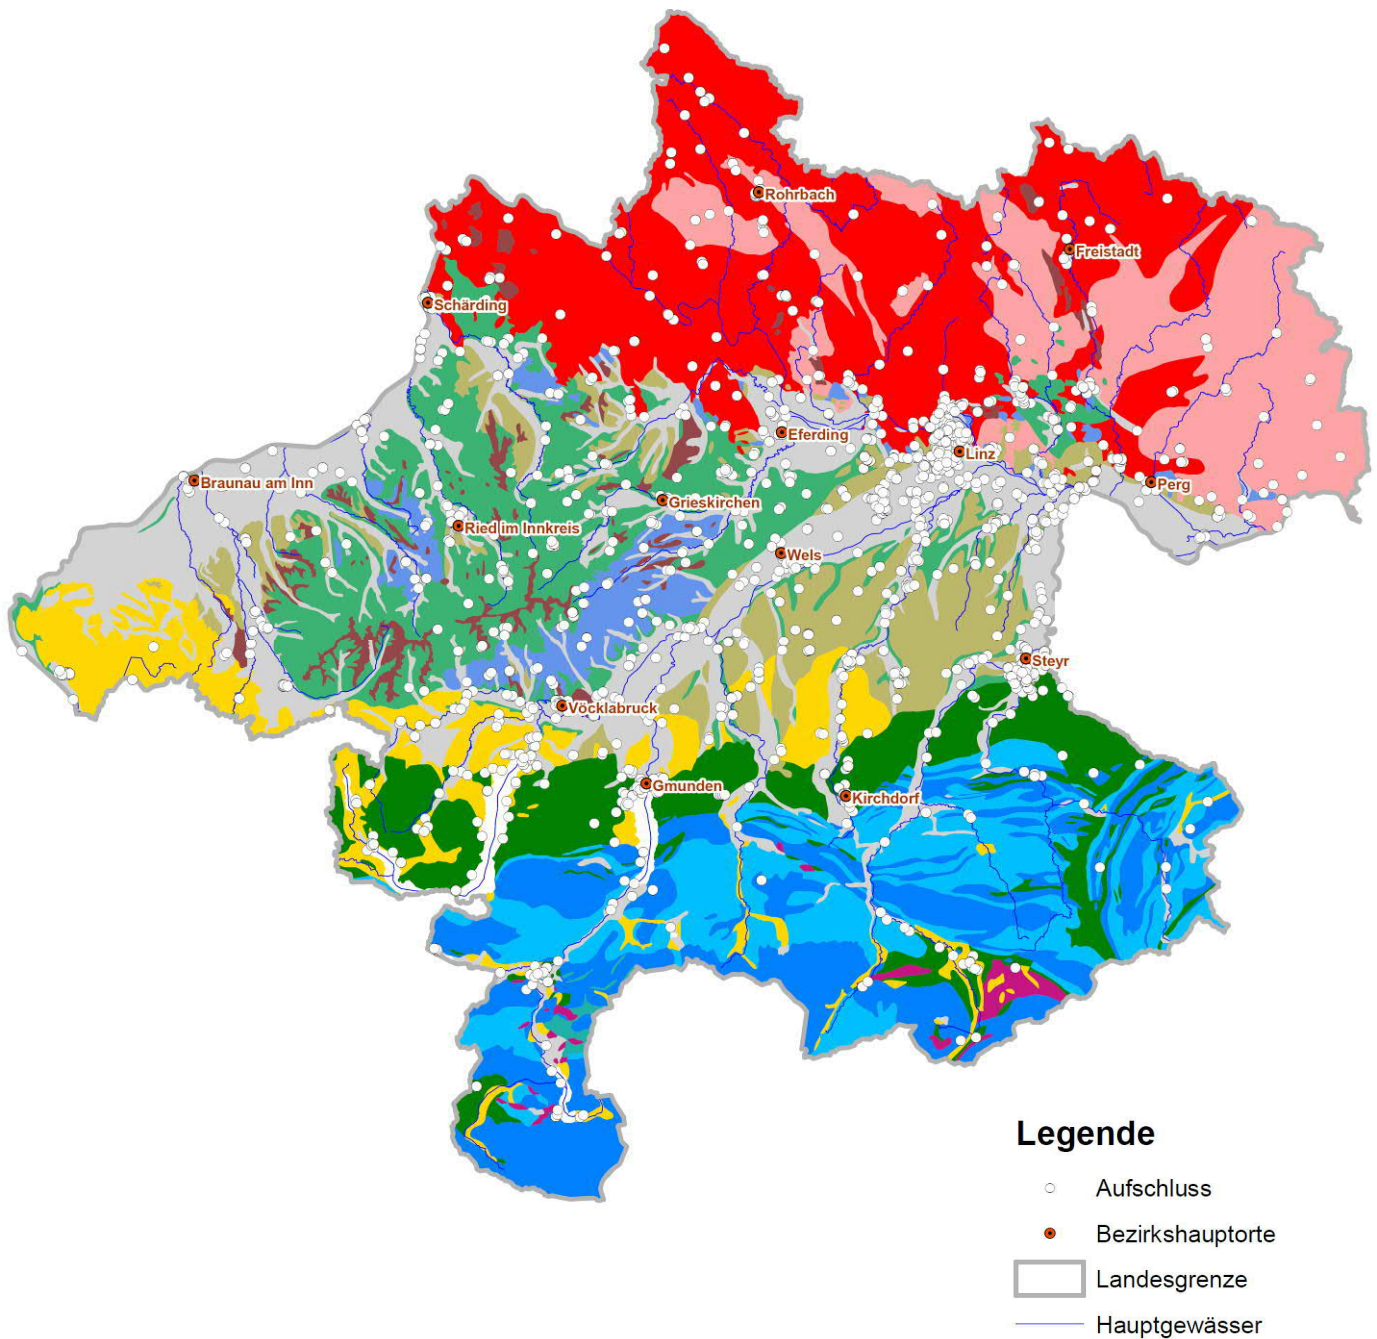 Rohrbach
Freistadt
Schärding
Eferding
Linz
Braunau am Inn
Perg
Grieskirchen
Ried im Innkreis
Wels
Steyr
Vöcklabruck
Gmunden
Kirchdorf
Legende
Aufschluss
Bezirkshauptorte
Landesgrenze
Hauptgewässer